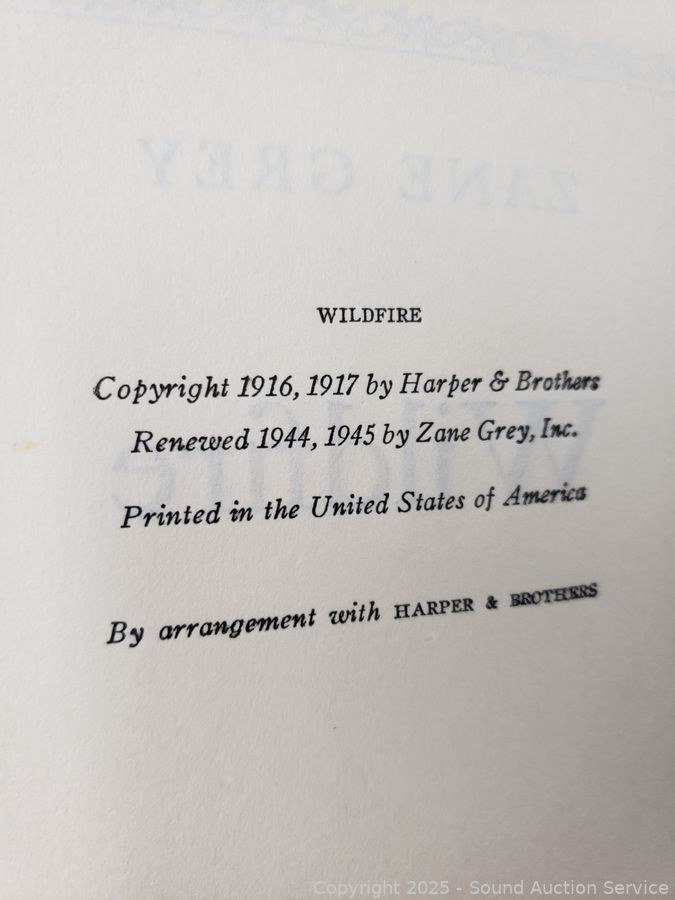 ZANE GREY
WILDFIRE
Copyright 1916, 1917 by Harper & Brothers
Wildfire
Renewed 1944, 1945 by Zane Grey, Inc.
Printed in the United States of America
By arrangement with HARPER & BROTHERS
Copyright 2025 - Sound Auction Service